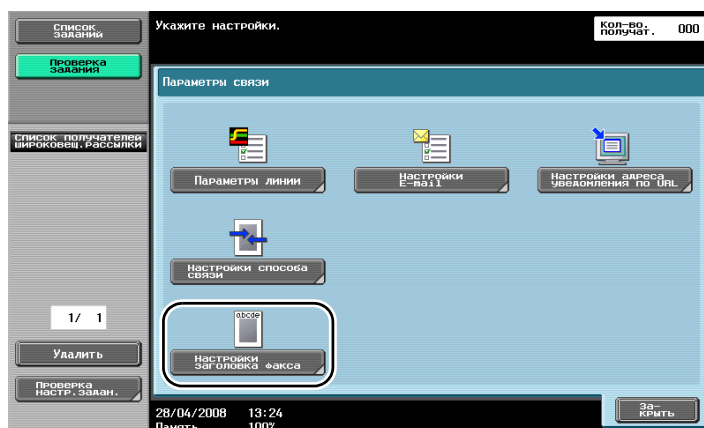 Список
заданий
Проверка
задания
Список получателей
широковещ.рассылки
1/ 1
Удалить
Проверка
настр.задан.
Укажите настройки.
Кол-во.
получат.
000
Параметры связи
Параметры линии
Настройки
E-mail
Настройки адреса
уведомления по URL
Настройки способа
связи
abcde
Настройки
заголовка факса
28/04/2008 13:24
Память 100%
За-
крыть